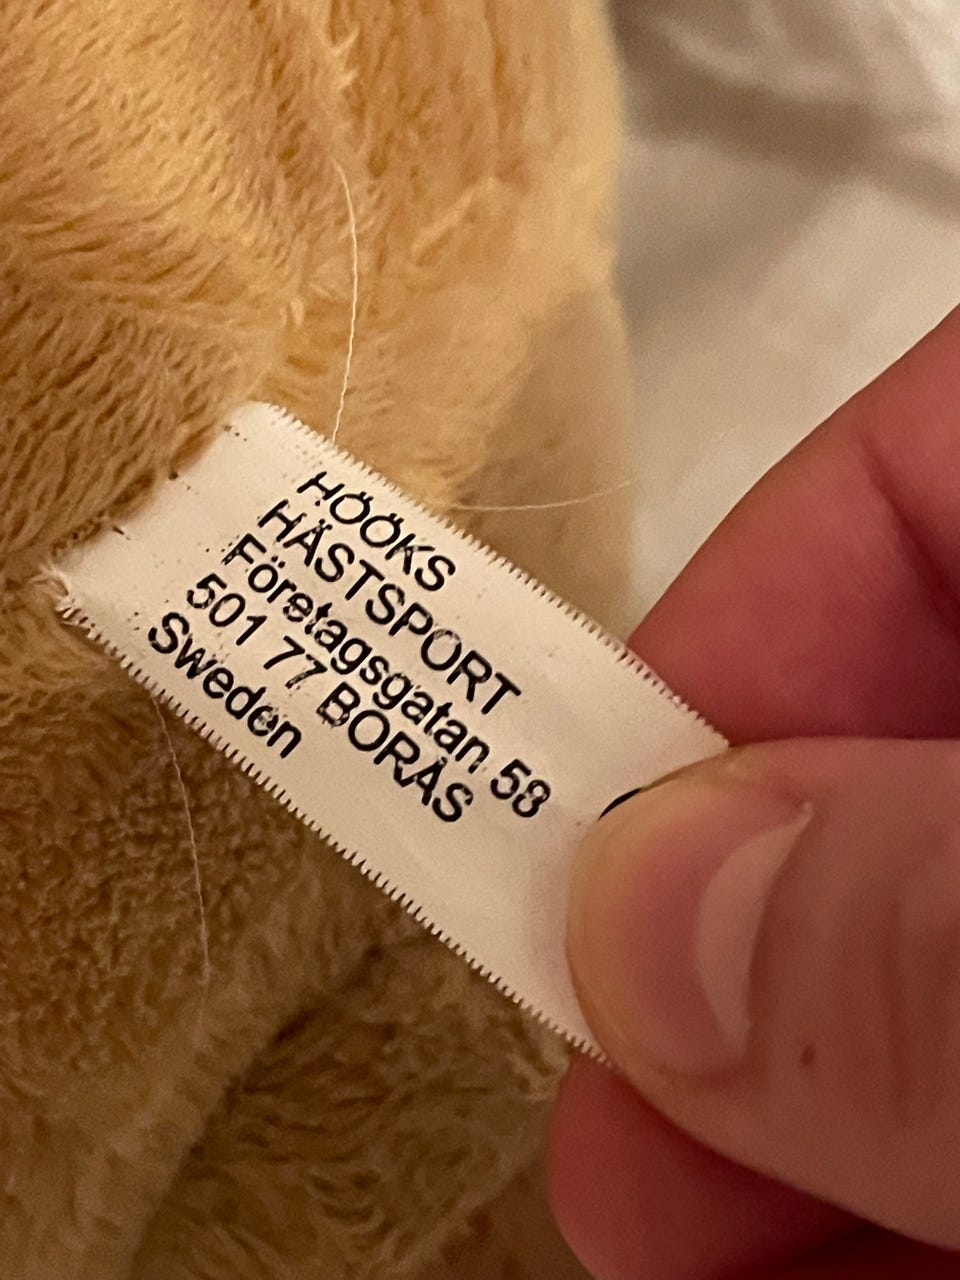 HÖÖKS
HÄSTSPORT
Företagsgatan 58
501 77 BORÅS
Sweden